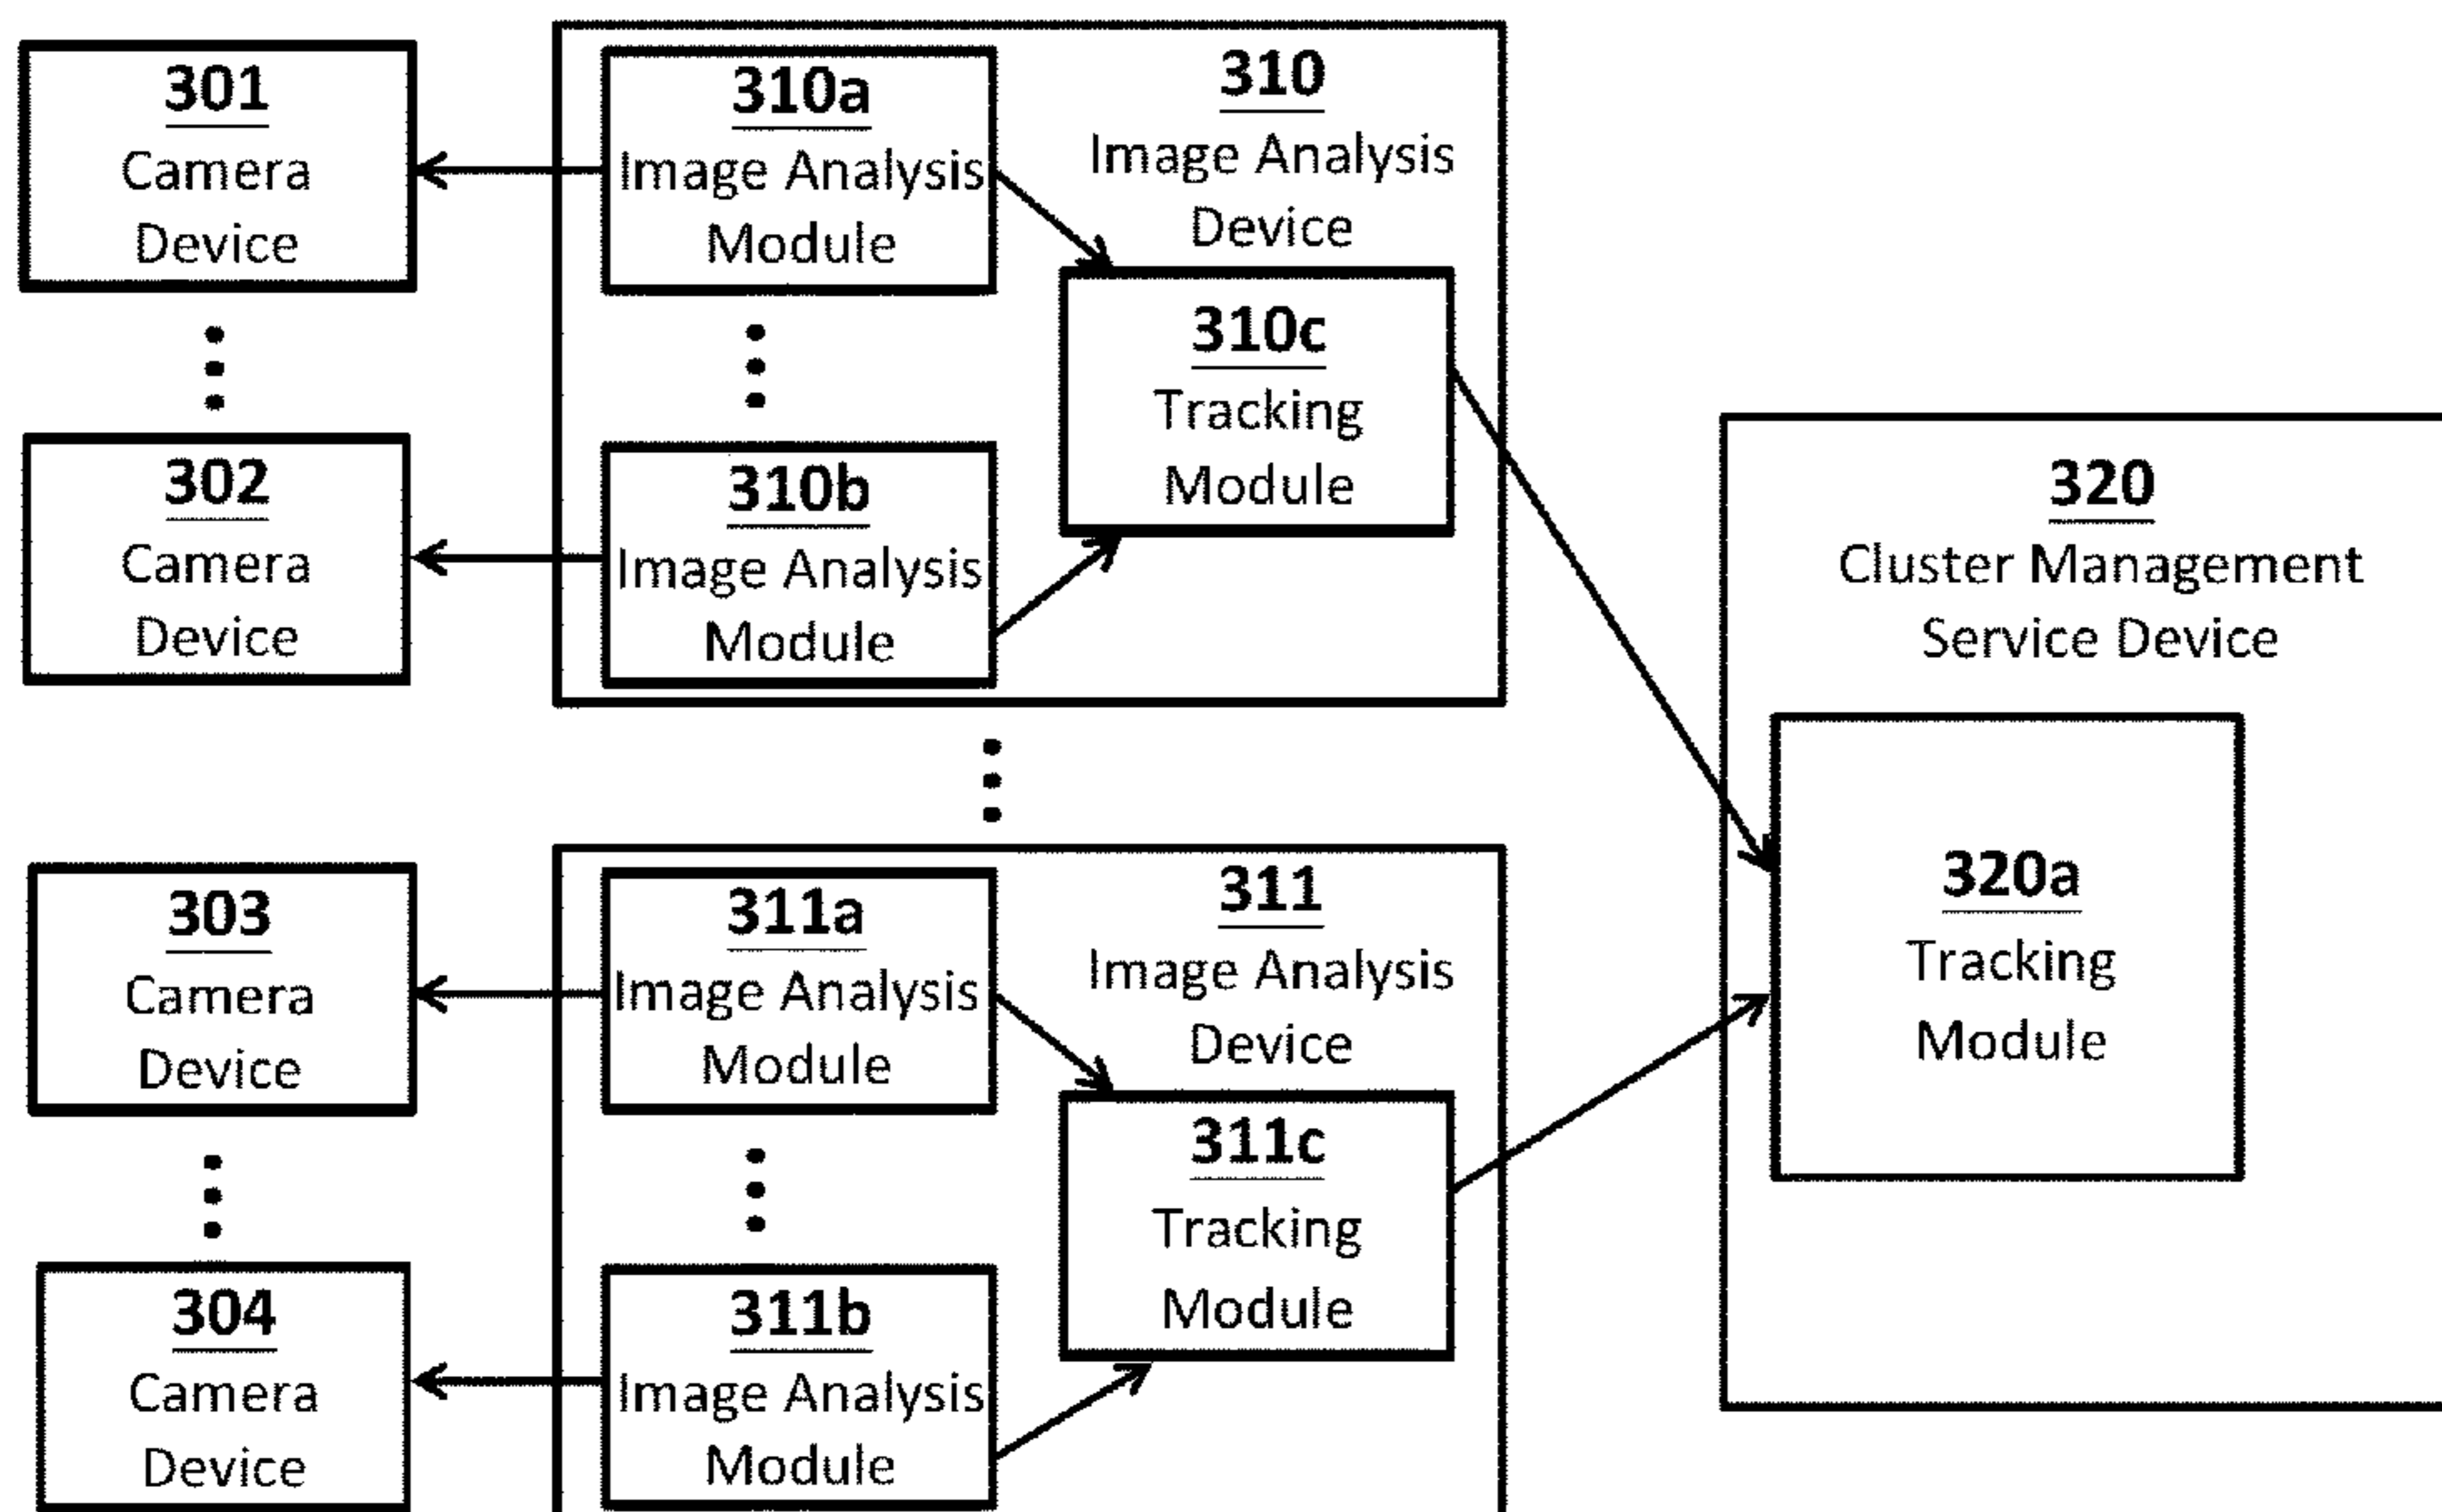 301
Camera
Device
310a
Image Analysis
Module
310
Image Analysis
Device
310c
Tracking
Module
302
Camera
Device
310b
Image Analysis
Module
320
Cluster Management
Service Device
320a
Tracking
Module
303
Camera
Device
311a
Image Analysis
Module
311
Image Analysis
Device
311c
Tracking
Module
304
Camera
Device
311b
Image Analysis
Module